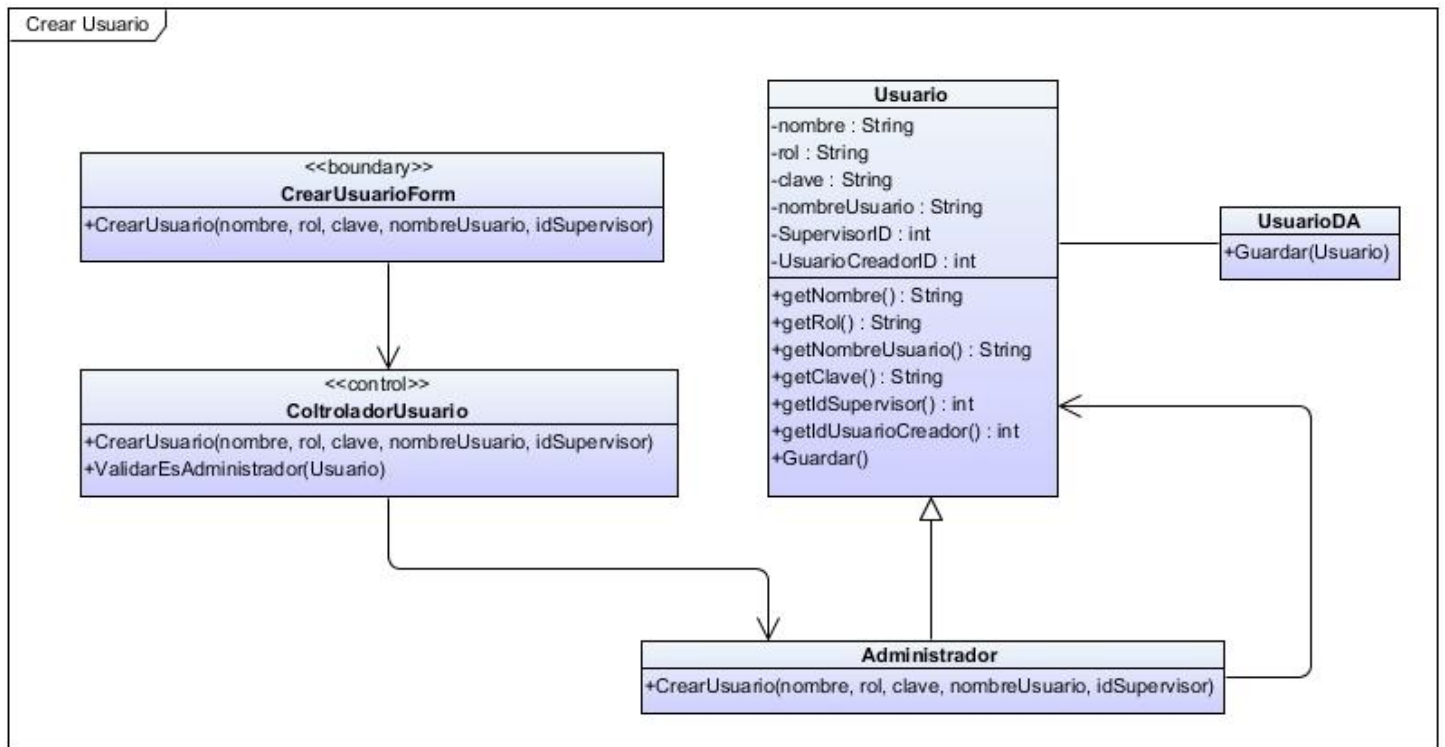 Crear Usuario
<<boundary>>
CrearUsuarioForm
+CrearUsuario(nombre, rol, clave, nombreUsuario, idSupervisor)
<<control>>
ColtroladorUsuario
+CrearUsuario(nombre, rol, clave, nombreUsuario, idSupervisor)
+ValidarEsAdministrador(Usuario)
Usuario
-nombre : String
-rol : String
-clave : String
-nombreUsuario : String
-SupervisorID : int
-UsuarioCreadorID : int
+getNombre() : String
+getRol() : String
+getNombreUsuario() : String
+getClave() : String
+getIdSupervisor() : int
+getIdUsuarioCreador() : int
+Guardar()
UsuarioDA
+Guardar(Usuario)
Administrador
+CrearUsuario(nombre, rol, clave, nombreUsuario, idSupervisor)